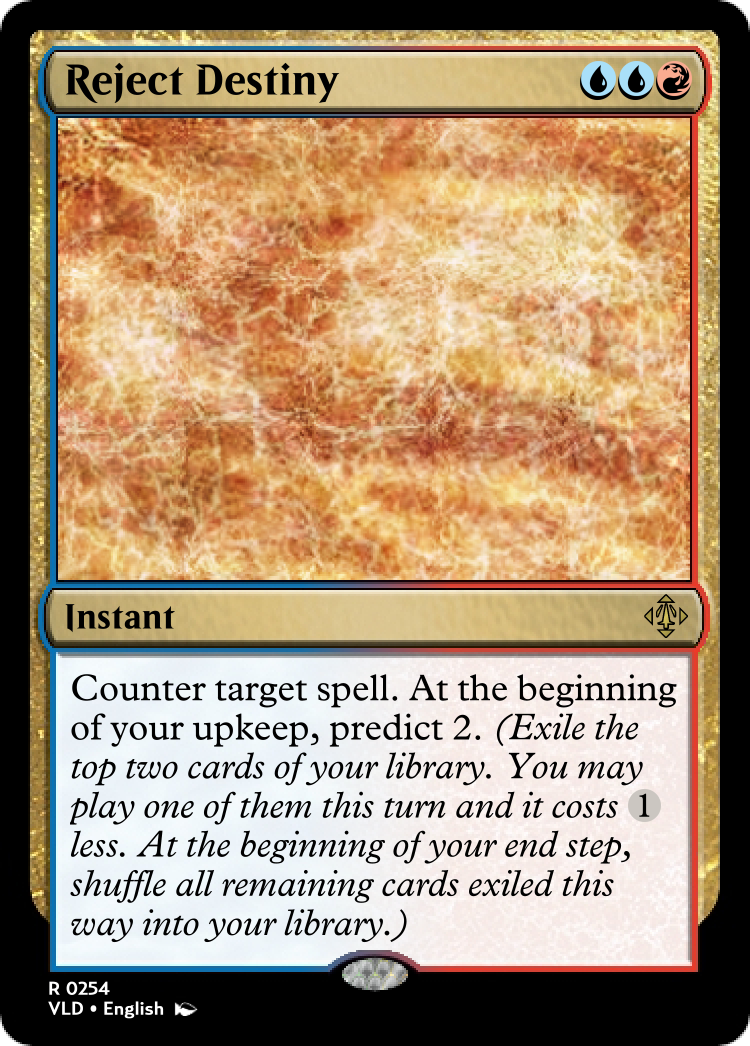 Reject Destiny
Instant
Counter target spell. At the beginning
of your upkeep, predict 2. (Exile the
top two cards of your library. You may
play one of them this turn and it costs 1
less. At the beginning of your end step,
shuffle all remaining cards exiled this
way into your library.)
R 0254
VLD • English